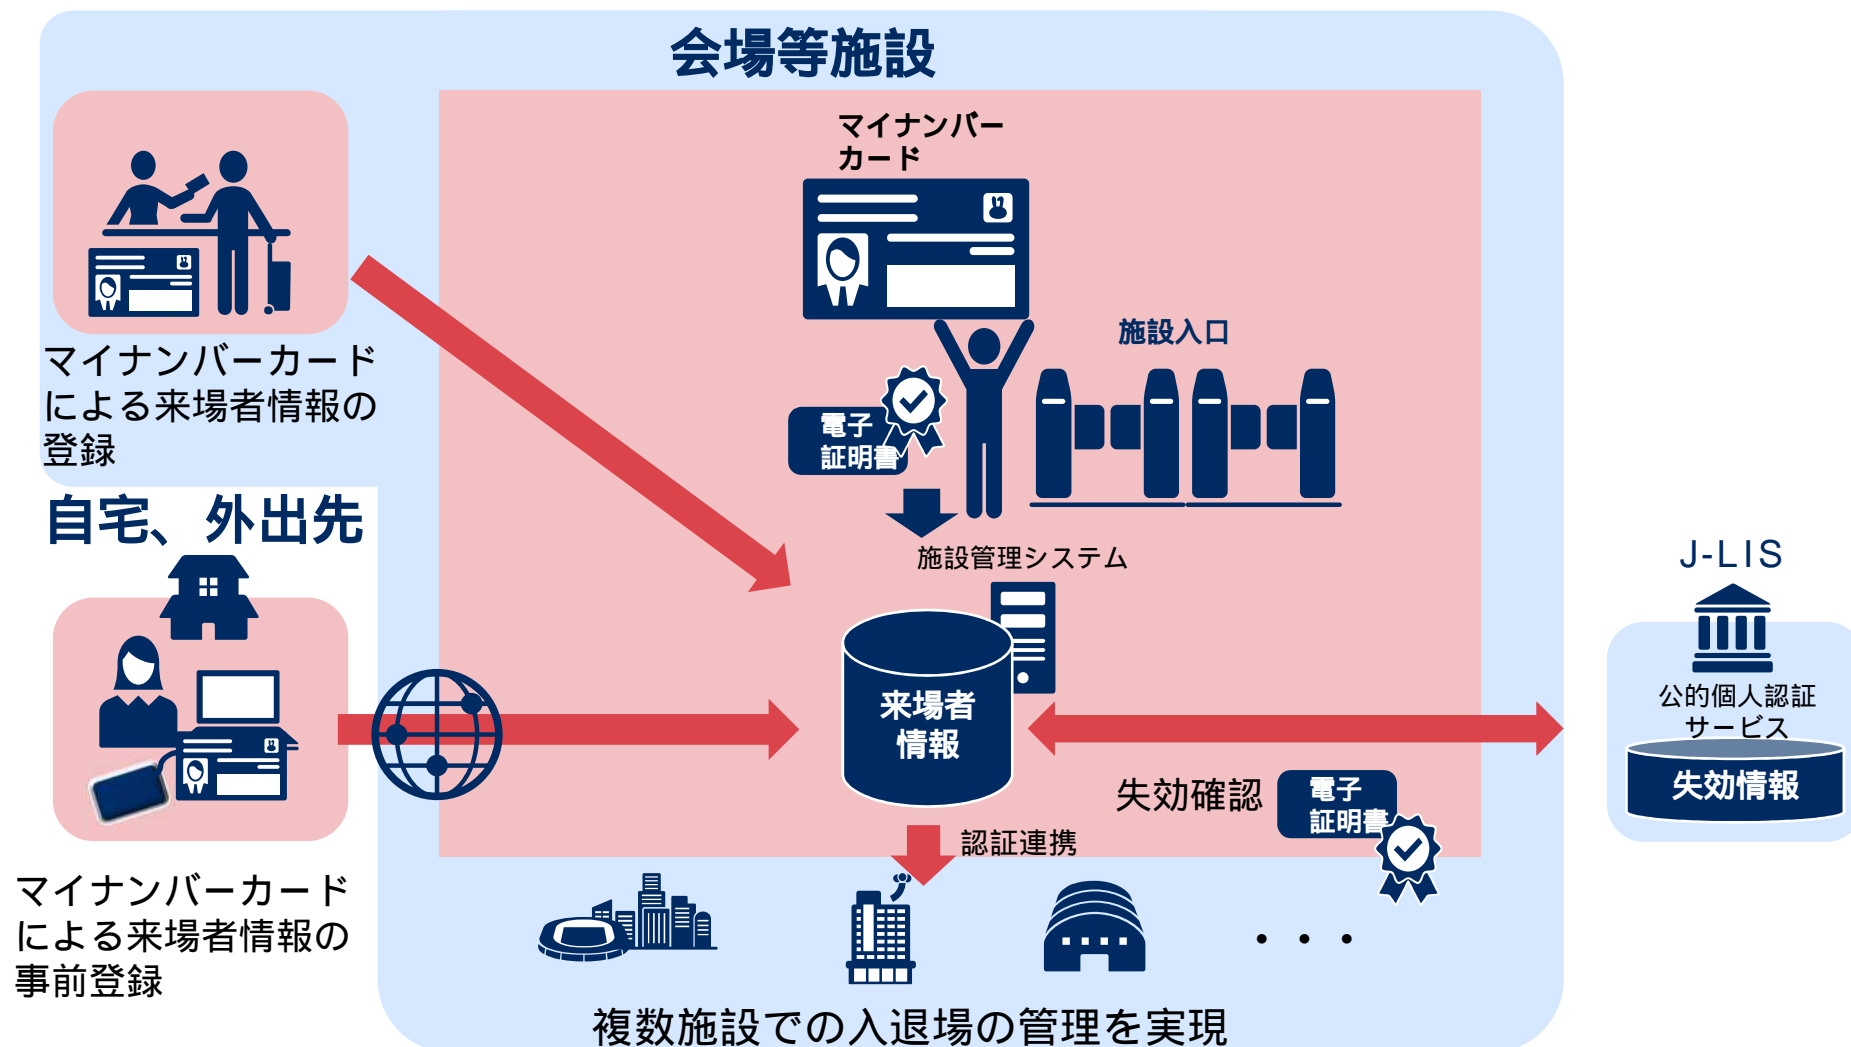 会場等施設
マイナンバー
カード
施設入口
マイナンバーカード
による来場者情報の
登録
電子
証明書
自宅、外出先
施設管理システム
来場者
情報
J-LIS
公的個人認証
サービス
失効情報
失効確認
電子
証明書
認証連携
マイナンバーカード
による来場者情報の
事前登録
・・・
複数施設での入退場の管理を実現